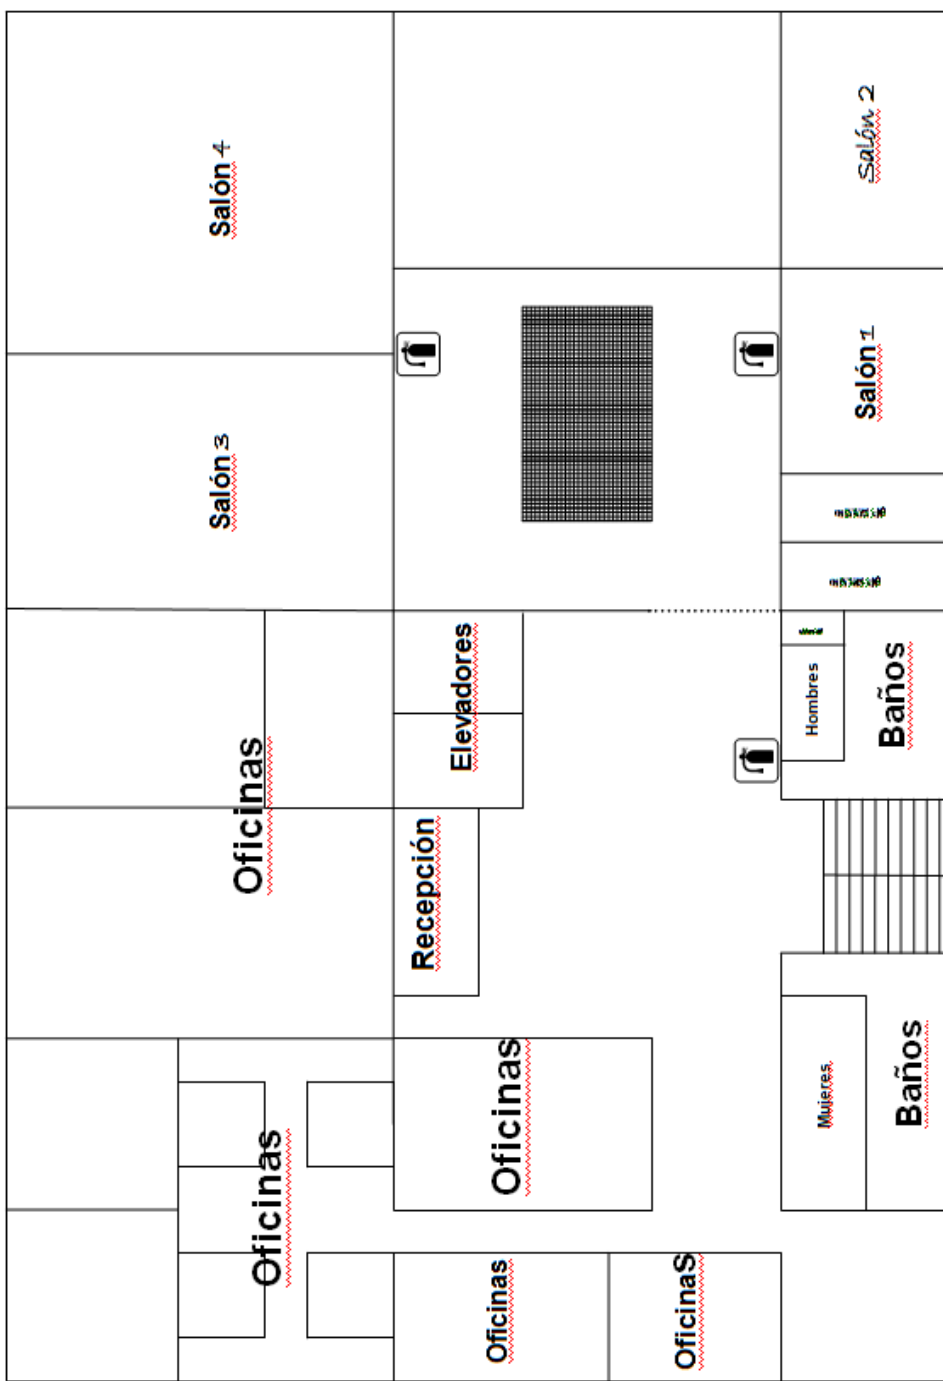 Salón 4
Salón 2
Salón 3
Salón 1
Elevadores
Hombres
Baños
Oficinas
Recepción
Oficinas
Oficinas
Mujeres
Baños
Oficinas
OficinaS